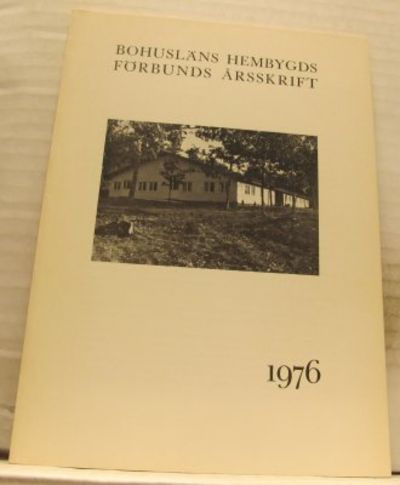 BOHUSLÄNS HEMBYGDS
FÖRBUNDS ÅRSSKRIFT
1976